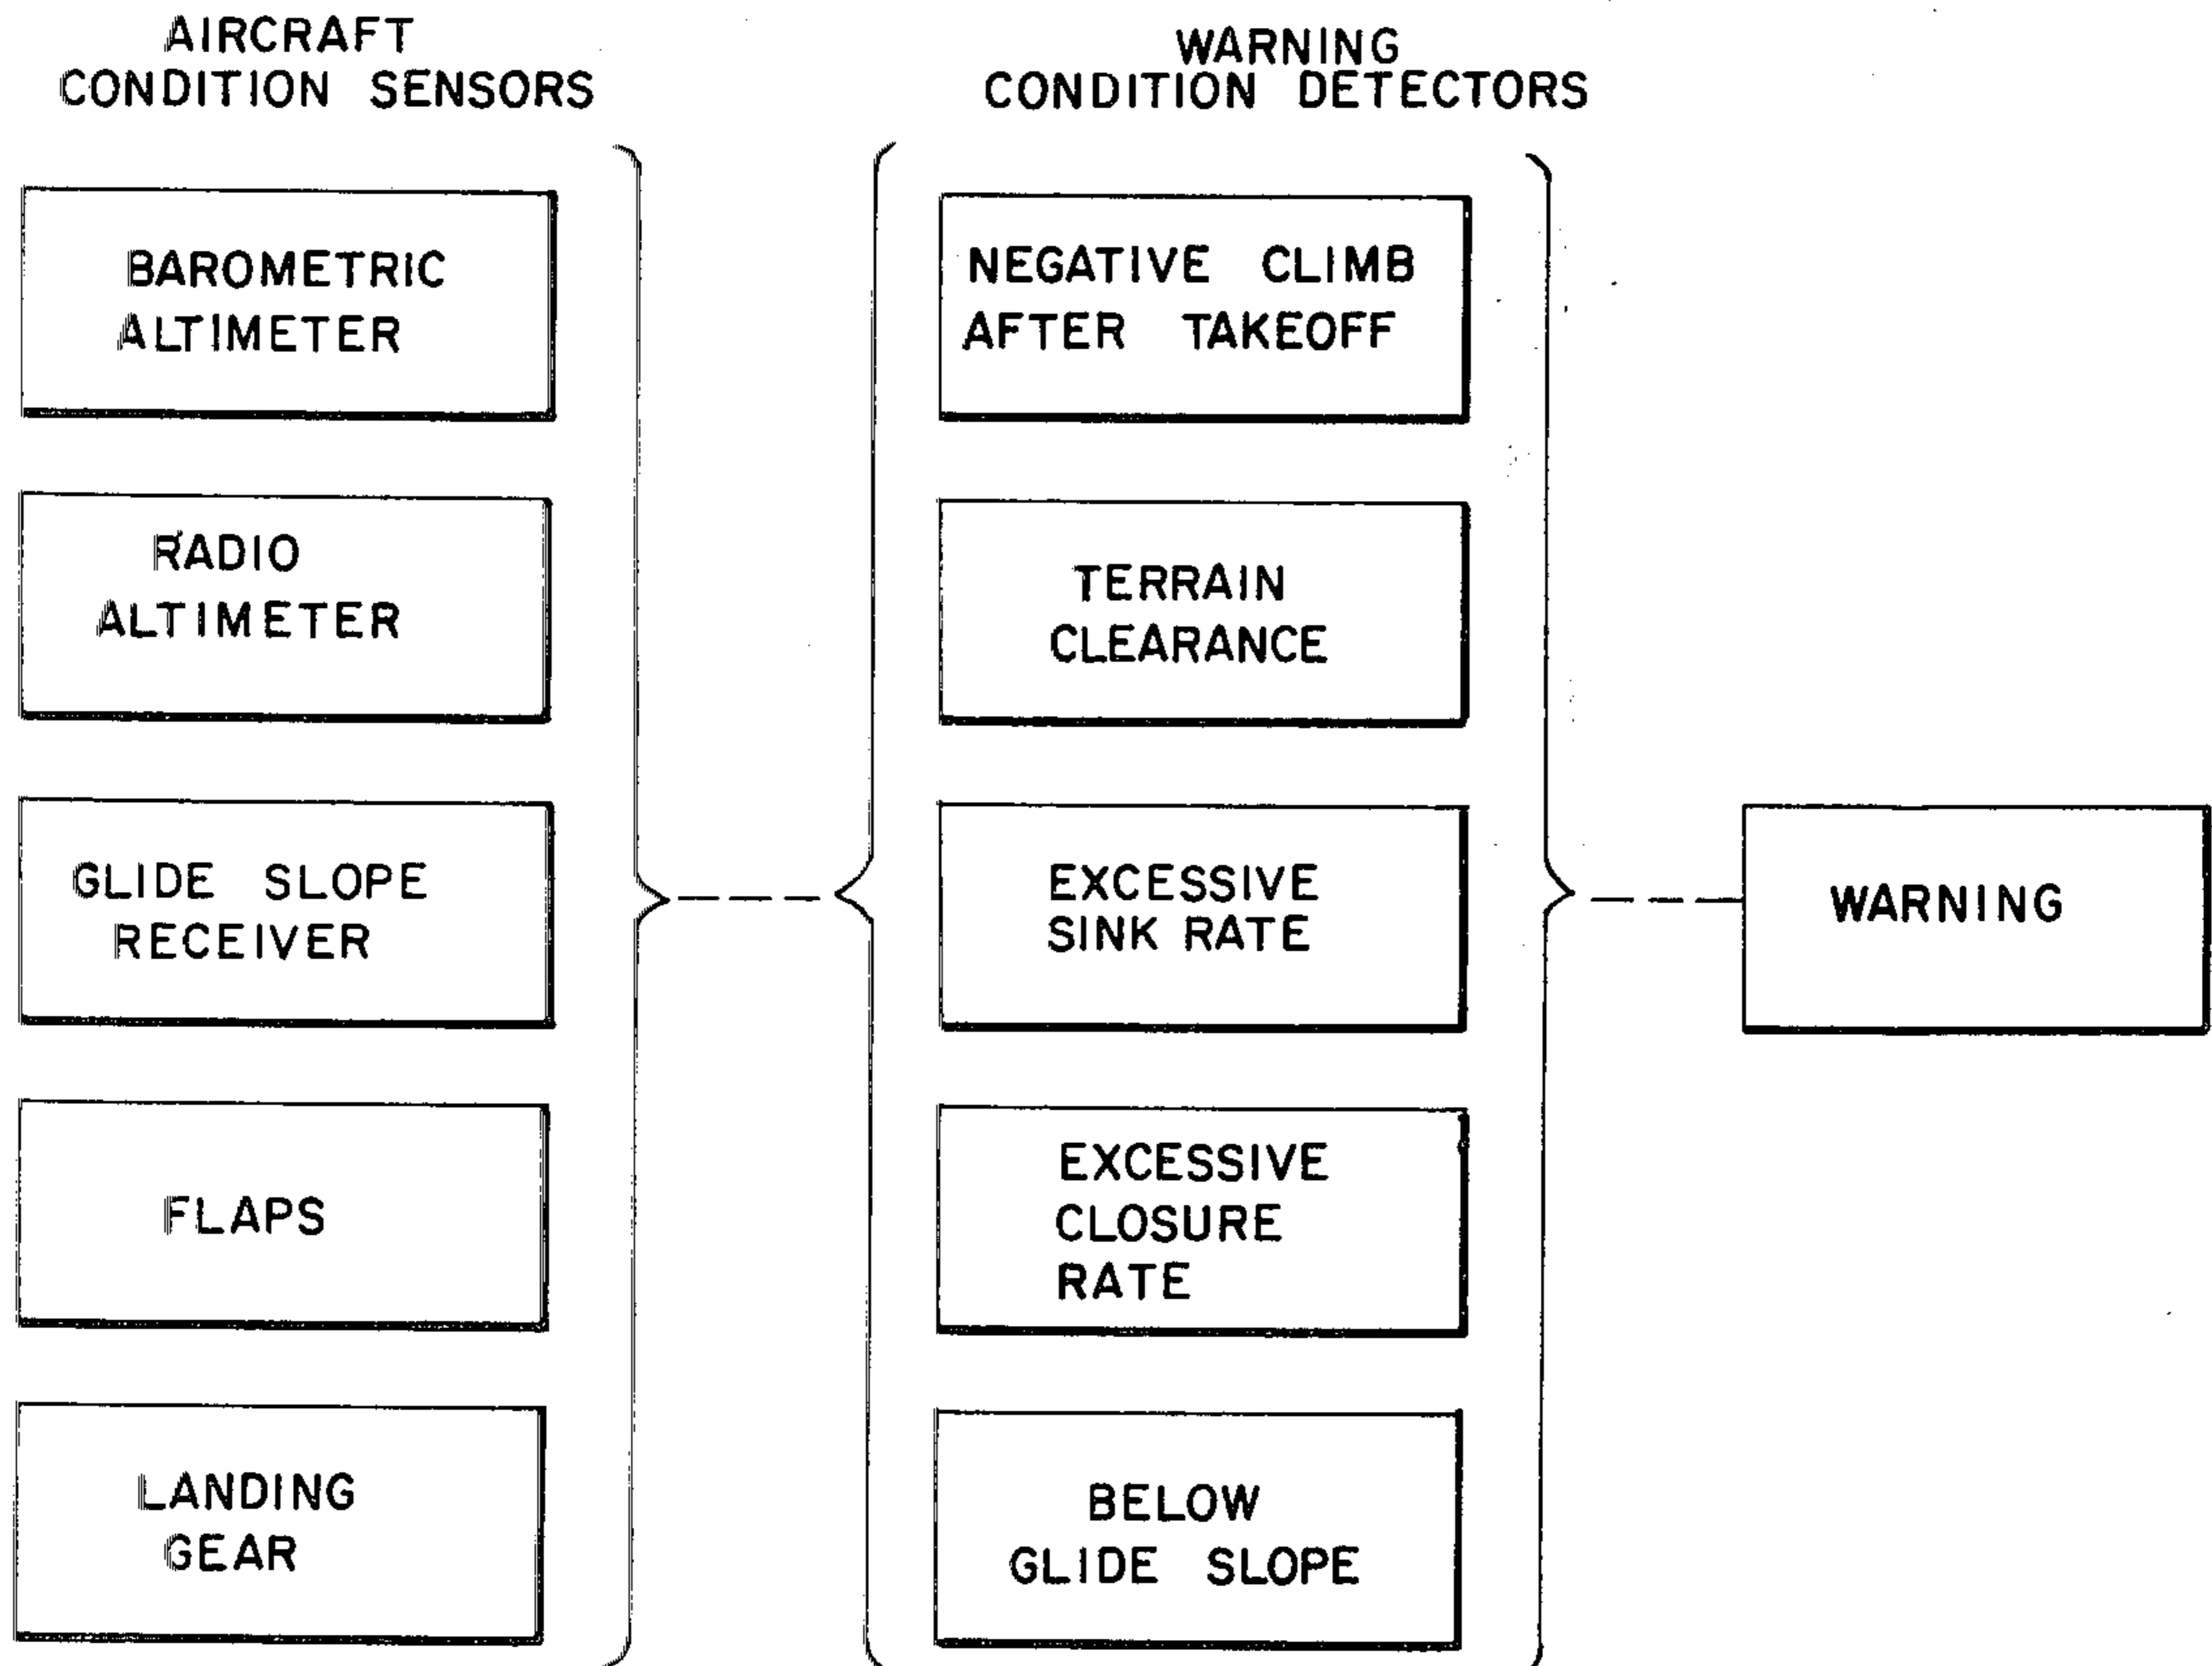 AIRCRAFT
CONDITION SENSORS
BAROMETRIC
ALTIMETER
RADIO
ALTIMETER
GLIDE SLOPE
RECEIVER
FLAPS
LANDING
GEAR
WARNING
CONDITION DETECTORS
NEGATIVE CLIMB
AFTER TAKEOFF
TERRAIN
CLEARANCE
EXCESSIVE
SINK RATE
EXCESSIVE
CLOSURE
RATE
BELOW
GLIDE SLOPE
WARNING